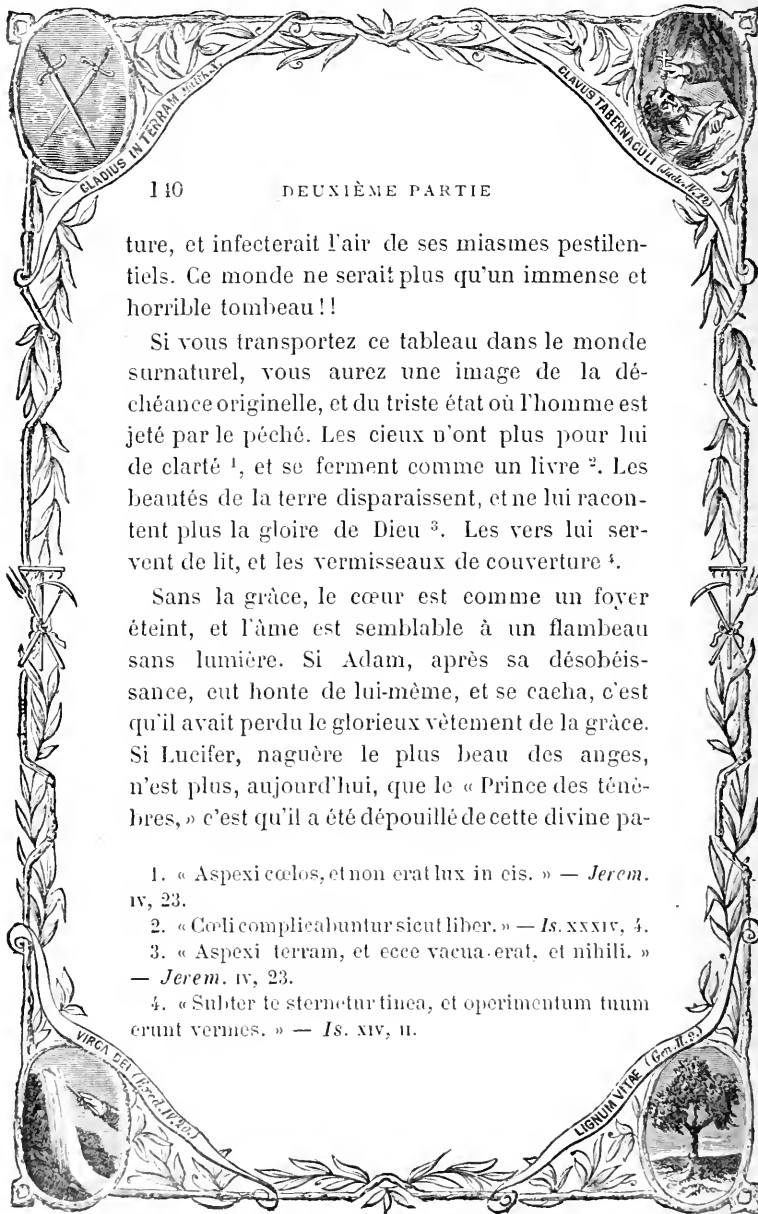 GLADIUS IN TERRAM
CLAVUS TABERNACULI (Judic. IV. 22)
140 DEUXIÈME PARTIE
ture, et infecterait l'air de ses miasmes pestilen-
tiels. Ce monde ne serait plus qu'un immense et
horrible tombeau !!
Si vous transportez ce tableau dans le monde
surnaturel, vous aurez une image de la dé-
chéance originelle, et du triste état où l'homme est
jeté par le péché. Les cieux n'ont plus pour lui
de clarté ¹, et se ferment comme un livre ². Les
beautés de la terre disparaissent, et ne lui racon-
tent plus la gloire de Dieu ³. Les vers lui ser-
vent de lit, et les vermisseaux de couverture ⁴.
Sans la grâce, le cœur est comme un foyer
éteint, et l'âme est semblable à un flambeau
sans lumière. Si Adam, après sa désobéis-
sance, eut honte de lui-même, et se cacha, c'est
qu'il avait perdu le glorieux vêtement de la grâce.
Si Lucifer, naguère le plus beau des anges,
n'est plus, aujourd'hui, que le « Prince des ténè-
bres, » c'est qu'il a été dépouillé de cette divine pa-
1. « Aspexi cœlos, et non erat lux in eis. » — Jerem.
IV, 23.
2. « Cœli complicabuntur sicut liber. » — Is. XXXIV, 4.
3. « Aspexi terram, et ecce vacua erat, et nihili. »
— Jerem. IV, 23.
4. « Subter te sternetur tinea, et operimentum tuum
erunt vermes. » — Is. XIV, 11.
VIRGA DEI (Exod. IV. 20.)
LIGNUM VITAE (Gen. II. 9.)